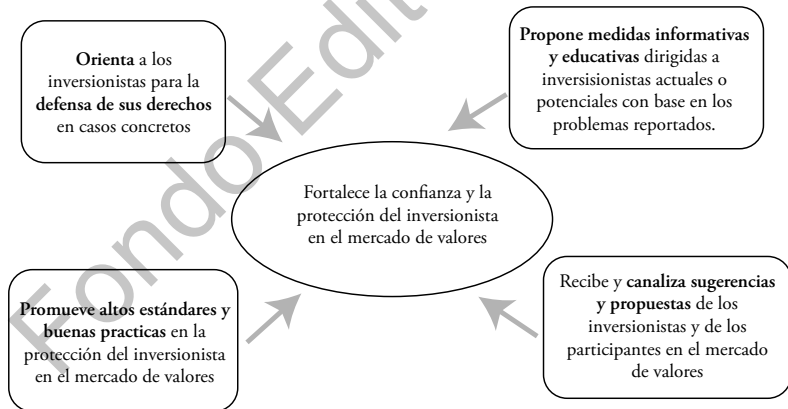 Orienta a los
inversionistas para la
defensa de sus derechos
en casos concretos
Propone medidas informativas
y educativas dirigidas a
inversisionistas actuales o
potenciales con base en los
problemas reportados.
Fortalece la confianza y la
protección del inversionista
en el mercado de valores
Promueve altos estándares y
buenas practicas en la
protección del inversionista
en el mercado de valores
Recibe y canaliza sugerencias
y propuestas de los
inversionistas y de los
participantes en el mercado
de valores
Fondo Edit